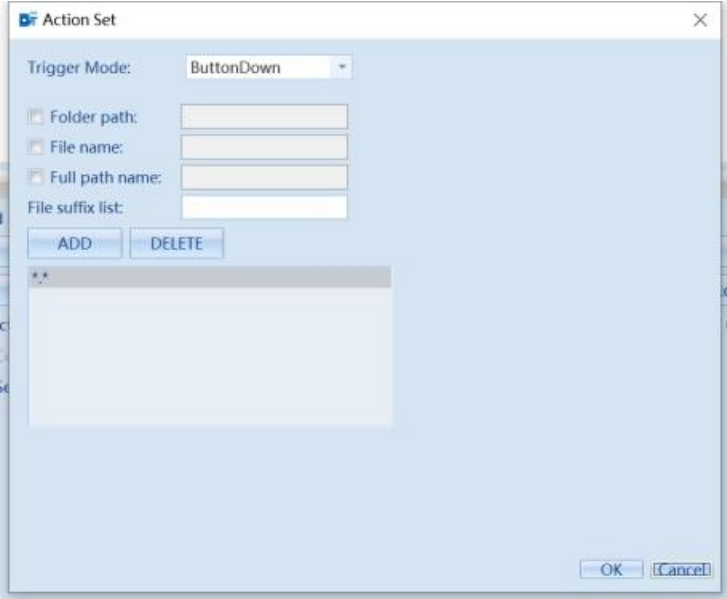 Action Set
Trigger Mode: ButtonDown
Folder path:
File name:
Full path name:
File suffix list:
ADD DELETE
*.*
OK Cancel